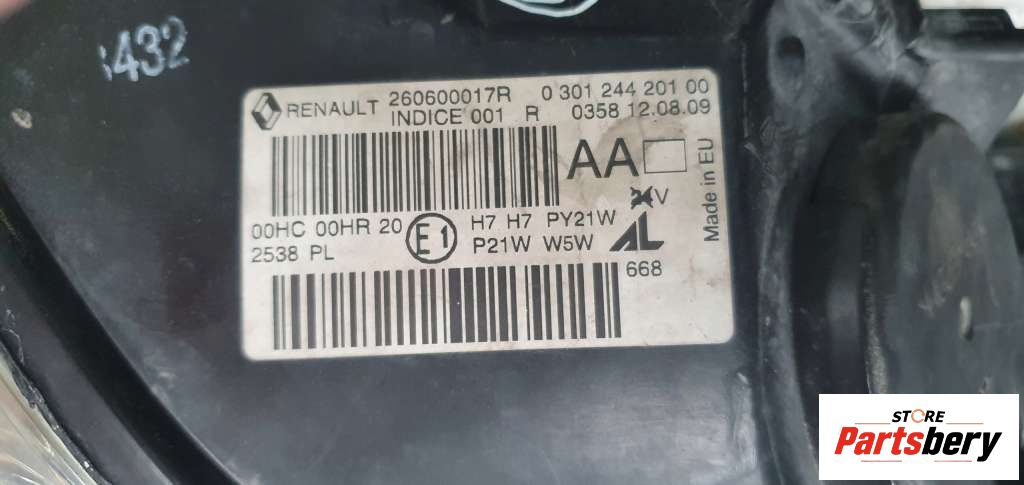 432
RENAULT 260600017R 0 301 244 201 00
INDICE 001 R 0358 12.08.09
AA
V
Made in EU
00HC 00HR 20 E1 H7 H7 PY21W
2538 PL P21W W5W AL
668
STORE
Partsbery